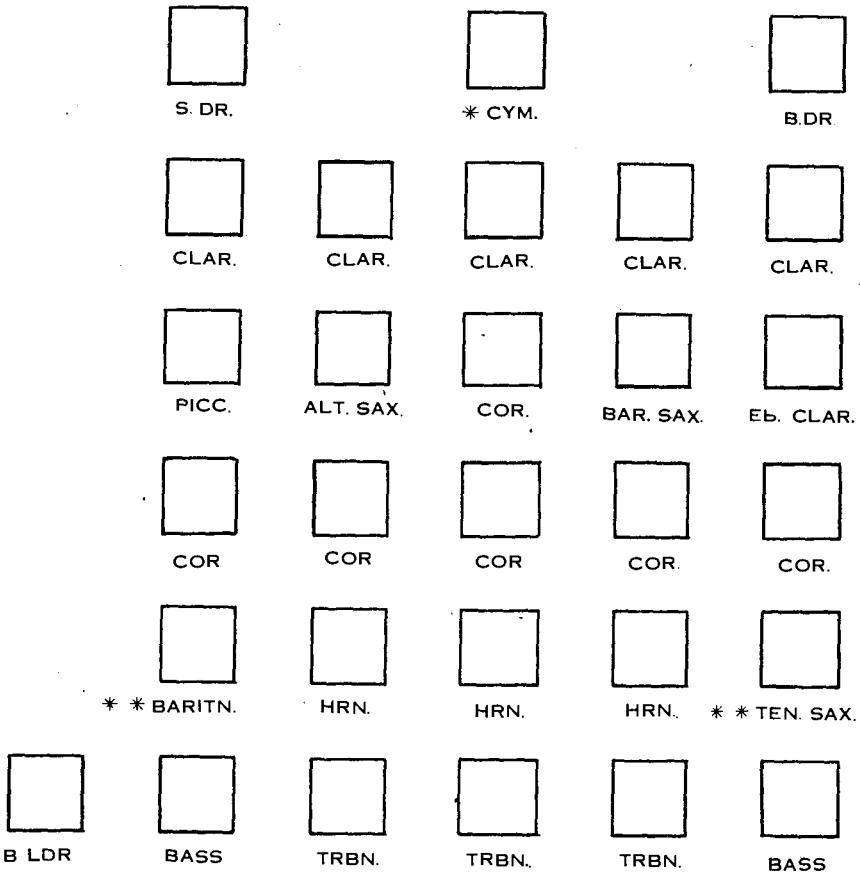 S. DR. * CYM. B.DR
CLAR. CLAR. CLAR. CLAR. CLAR.
PICC. ALT. SAX. COR. BAR. SAX. Eb. CLAR.
COR COR COR COR. COR.
* * BARITN. HRN. HRN. HRN. * * TEN. SAX.
B LDR BASS TRBN. TRBN. TRBN. BASS